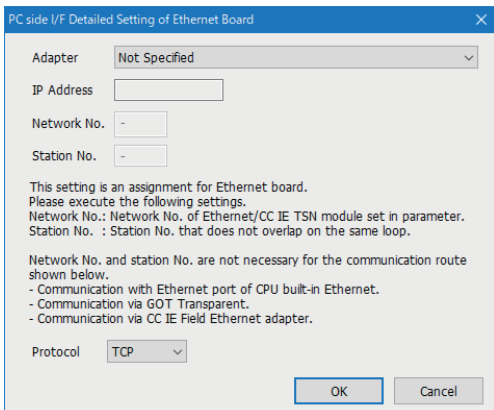 PC side I/F Detailed Setting of Ethernet Board
Adapter Not Specified
IP Address
Network No. -
Station No. -
This setting is an assignment for Ethernet board.
Please execute the following settings.
Network No.: Network No. of Ethernet/CC IE TSN module set in parameter.
Station No. : Station No. that does not overlap on the same loop.
Network No. and station No. are not necessary for the communication route
shown below.
- Communication with Ethernet port of CPU built-in Ethernet.
- Communication via GOT Transparent.
- Communication via CC IE Field Ethernet adapter.
Protocol TCP
OK Cancel